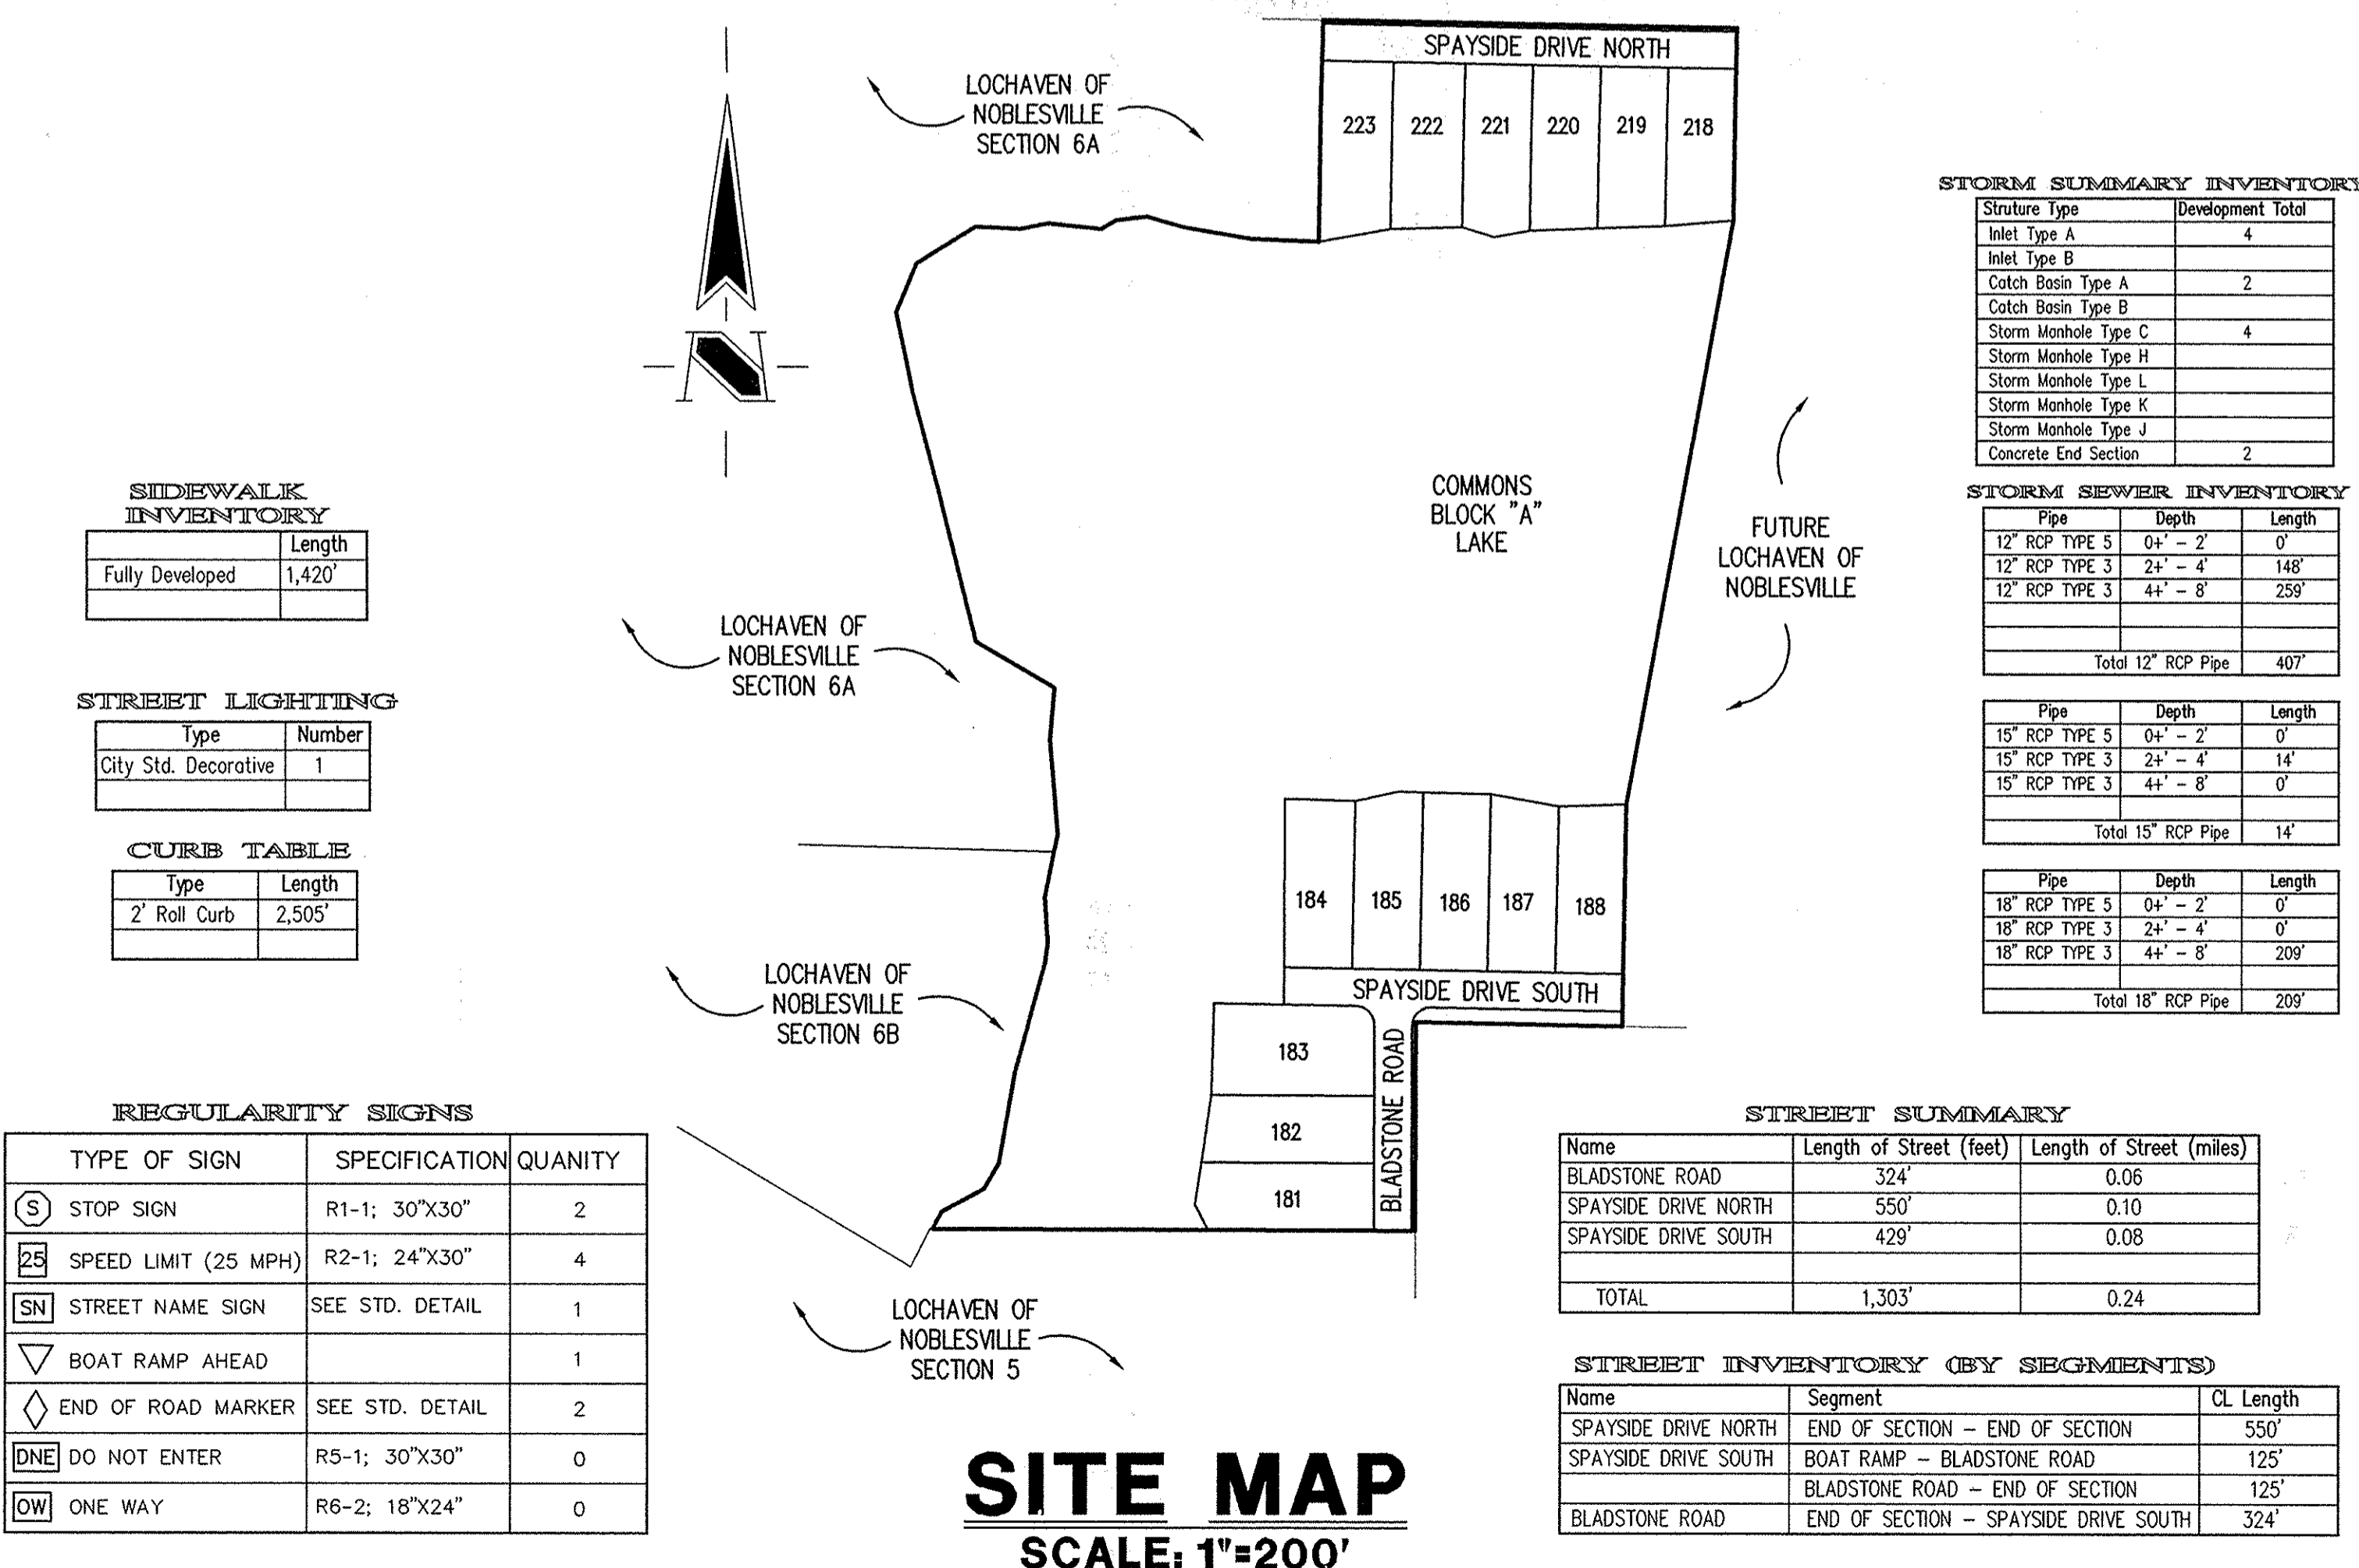 SPAYSIDE DRIVE NORTH
223 222 221 220 219 218
LOCHAVEN OF
NOBLESVILLE
SECTION 6A
N
COMMONS
BLOCK "A"
LAKE
FUTURE
LOCHAVEN OF
NOBLESVILLE
LOCHAVEN OF
NOBLESVILLE
SECTION 6A
184 185 186 187 188
SPAYSIDE DRIVE SOUTH
LOCHAVEN OF
NOBLESVILLE
SECTION 6B
183
182
181
BLADSTONE ROAD
LOCHAVEN OF
NOBLESVILLE
SECTION 5
SIDEWALK
INVENTORY
Length
Fully Developed 1,420'
STREET LIGHTING
Type Number
City Std. Decorative 1
CURB TABLE
Type Length
2' Roll Curb 2,505'
REGULARITY SIGNS
TYPE OF SIGN SPECIFICATION QUANITY
S STOP SIGN R1-1; 30"X30" 2
25 SPEED LIMIT (25 MPH) R2-1; 24"X30" 4
SN STREET NAME SIGN SEE STD. DETAIL 1
BOAT RAMP AHEAD 1
END OF ROAD MARKER SEE STD. DETAIL 2
DNE DO NOT ENTER R5-1; 30"X30" 0
OW ONE WAY R6-2; 18"X24" 0
STORM SUMMARY INVENTORY
Struture Type Development Total
Inlet Type A 4
Inlet Type B
Catch Basin Type A 2
Catch Basin Type B
Storm Manhole Type C 4
Storm Manhole Type H
Storm Manhole Type L
Storm Manhole Type K
Storm Manhole Type J
Concrete End Section 2
STORM SEWER INVENTORY
Pipe Depth Length
12" RCP TYPE 5 0+' - 2' 0'
12" RCP TYPE 3 2+' - 4' 148'
12" RCP TYPE 3 4+' - 8' 259'
Total 12" RCP Pipe 407'
Pipe Depth Length
15" RCP TYPE 5 0+' - 2' 0'
15" RCP TYPE 3 2+' - 4' 14'
15" RCP TYPE 3 4+' - 8' 0'
Total 15" RCP Pipe 14'
Pipe Depth Length
18" RCP TYPE 5 0+' - 2' 0'
18" RCP TYPE 3 2+' - 4' 0'
18" RCP TYPE 3 4+' - 8' 209'
Total 18" RCP Pipe 209'
STREET SUMMARY
Name Length of Street (feet) Length of Street (miles)
BLADSTONE ROAD 324' 0.06
SPAYSIDE DRIVE NORTH 550' 0.10
SPAYSIDE DRIVE SOUTH 429' 0.08
TOTAL 1,303' 0.24
STREET INVENTORY (BY SEGMENTS)
Name Segment CL Length
SPAYSIDE DRIVE NORTH END OF SECTION - END OF SECTION 550'
SPAYSIDE DRIVE SOUTH BOAT RAMP - BLADSTONE ROAD 125'
BLADSTONE ROAD - END OF SECTION 125'
BLADSTONE ROAD END OF SECTION - SPAYSIDE DRIVE SOUTH 324'
SITE MAP
SCALE: 1"=200'